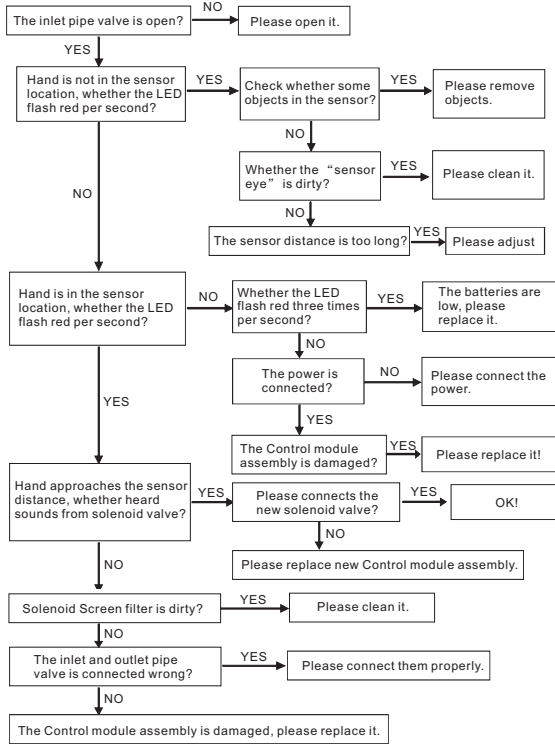 The inlet pipe valve is open?
NO
Please open it.
YES
Hand is not in the sensor
location, whether the LED
flash red per second?
YES
Check whether some
objects in the sensor?
YES
Please remove
objects.
NO
Whether the “sensor
eye” is dirty?
YES
Please clean it.
NO
NO
The sensor distance is too long?
YES
Please adjust
Hand is in the sensor
location, whether the LED
flash red per second?
NO
Whether the LED
flash red three times
per second?
YES
The batteries are
low, please
replace it.
NO
The power is
connected?
NO
Please connect the
power.
YES
YES
The Control module
assembly is damaged?
YES
Please replace it!
Hand approaches the sensor
distance, whether heard
sounds from solenoid valve?
YES
Please connects the
new solenoid valve?
YES
OK!
NO
Please replace new Control module assembly.
NO
Solenoid Screen filter is dirty?
YES
Please clean it.
NO
The inlet and outlet pipe
valve is connected wrong?
YES
Please connect them properly.
NO
The Control module assembly is damaged, please replace it.